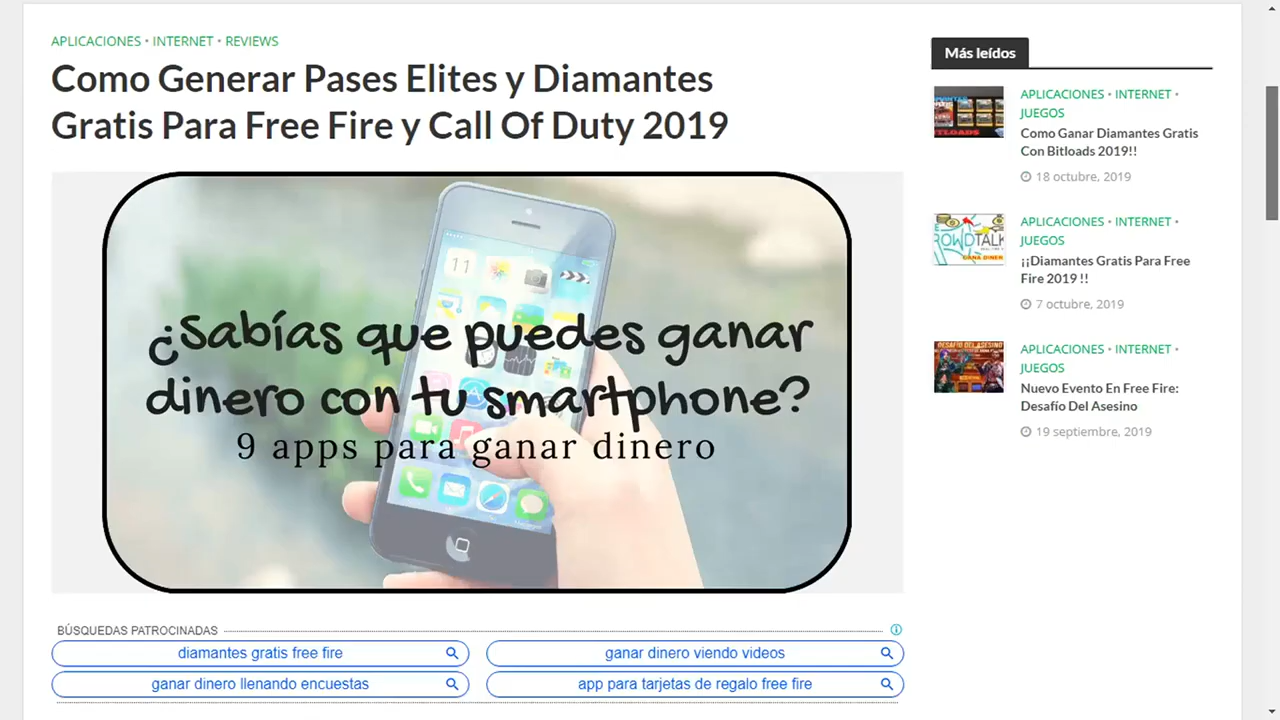 APLICACIONES • INTERNET • REVIEWS
Como Generar Pases Elites y Diamantes
Gratis Para Free Fire y Call Of Duty 2019
¿Sabías que puedes ganar
dinero con tu smartphone?
9 apps para ganar dinero
BÚSQUEDAS PATROCINADAS
diamantes gratis free fire
ganar dinero viendo videos
ganar dinero llenando encuestas
app para tarjetas de regalo free fire
Más leídos
APLICACIONES • INTERNET •
JUEGOS
Como Ganar Diamantes Gratis
Con Bitloads 2019!!
18 octubre, 2019
APLICACIONES • INTERNET •
JUEGOS
¡¡Diamantes Gratis Para Free
Fire 2019 !!
7 octubre, 2019
APLICACIONES • INTERNET •
JUEGOS
Nuevo Evento En Free Fire:
Desafío Del Asesino
19 septiembre, 2019